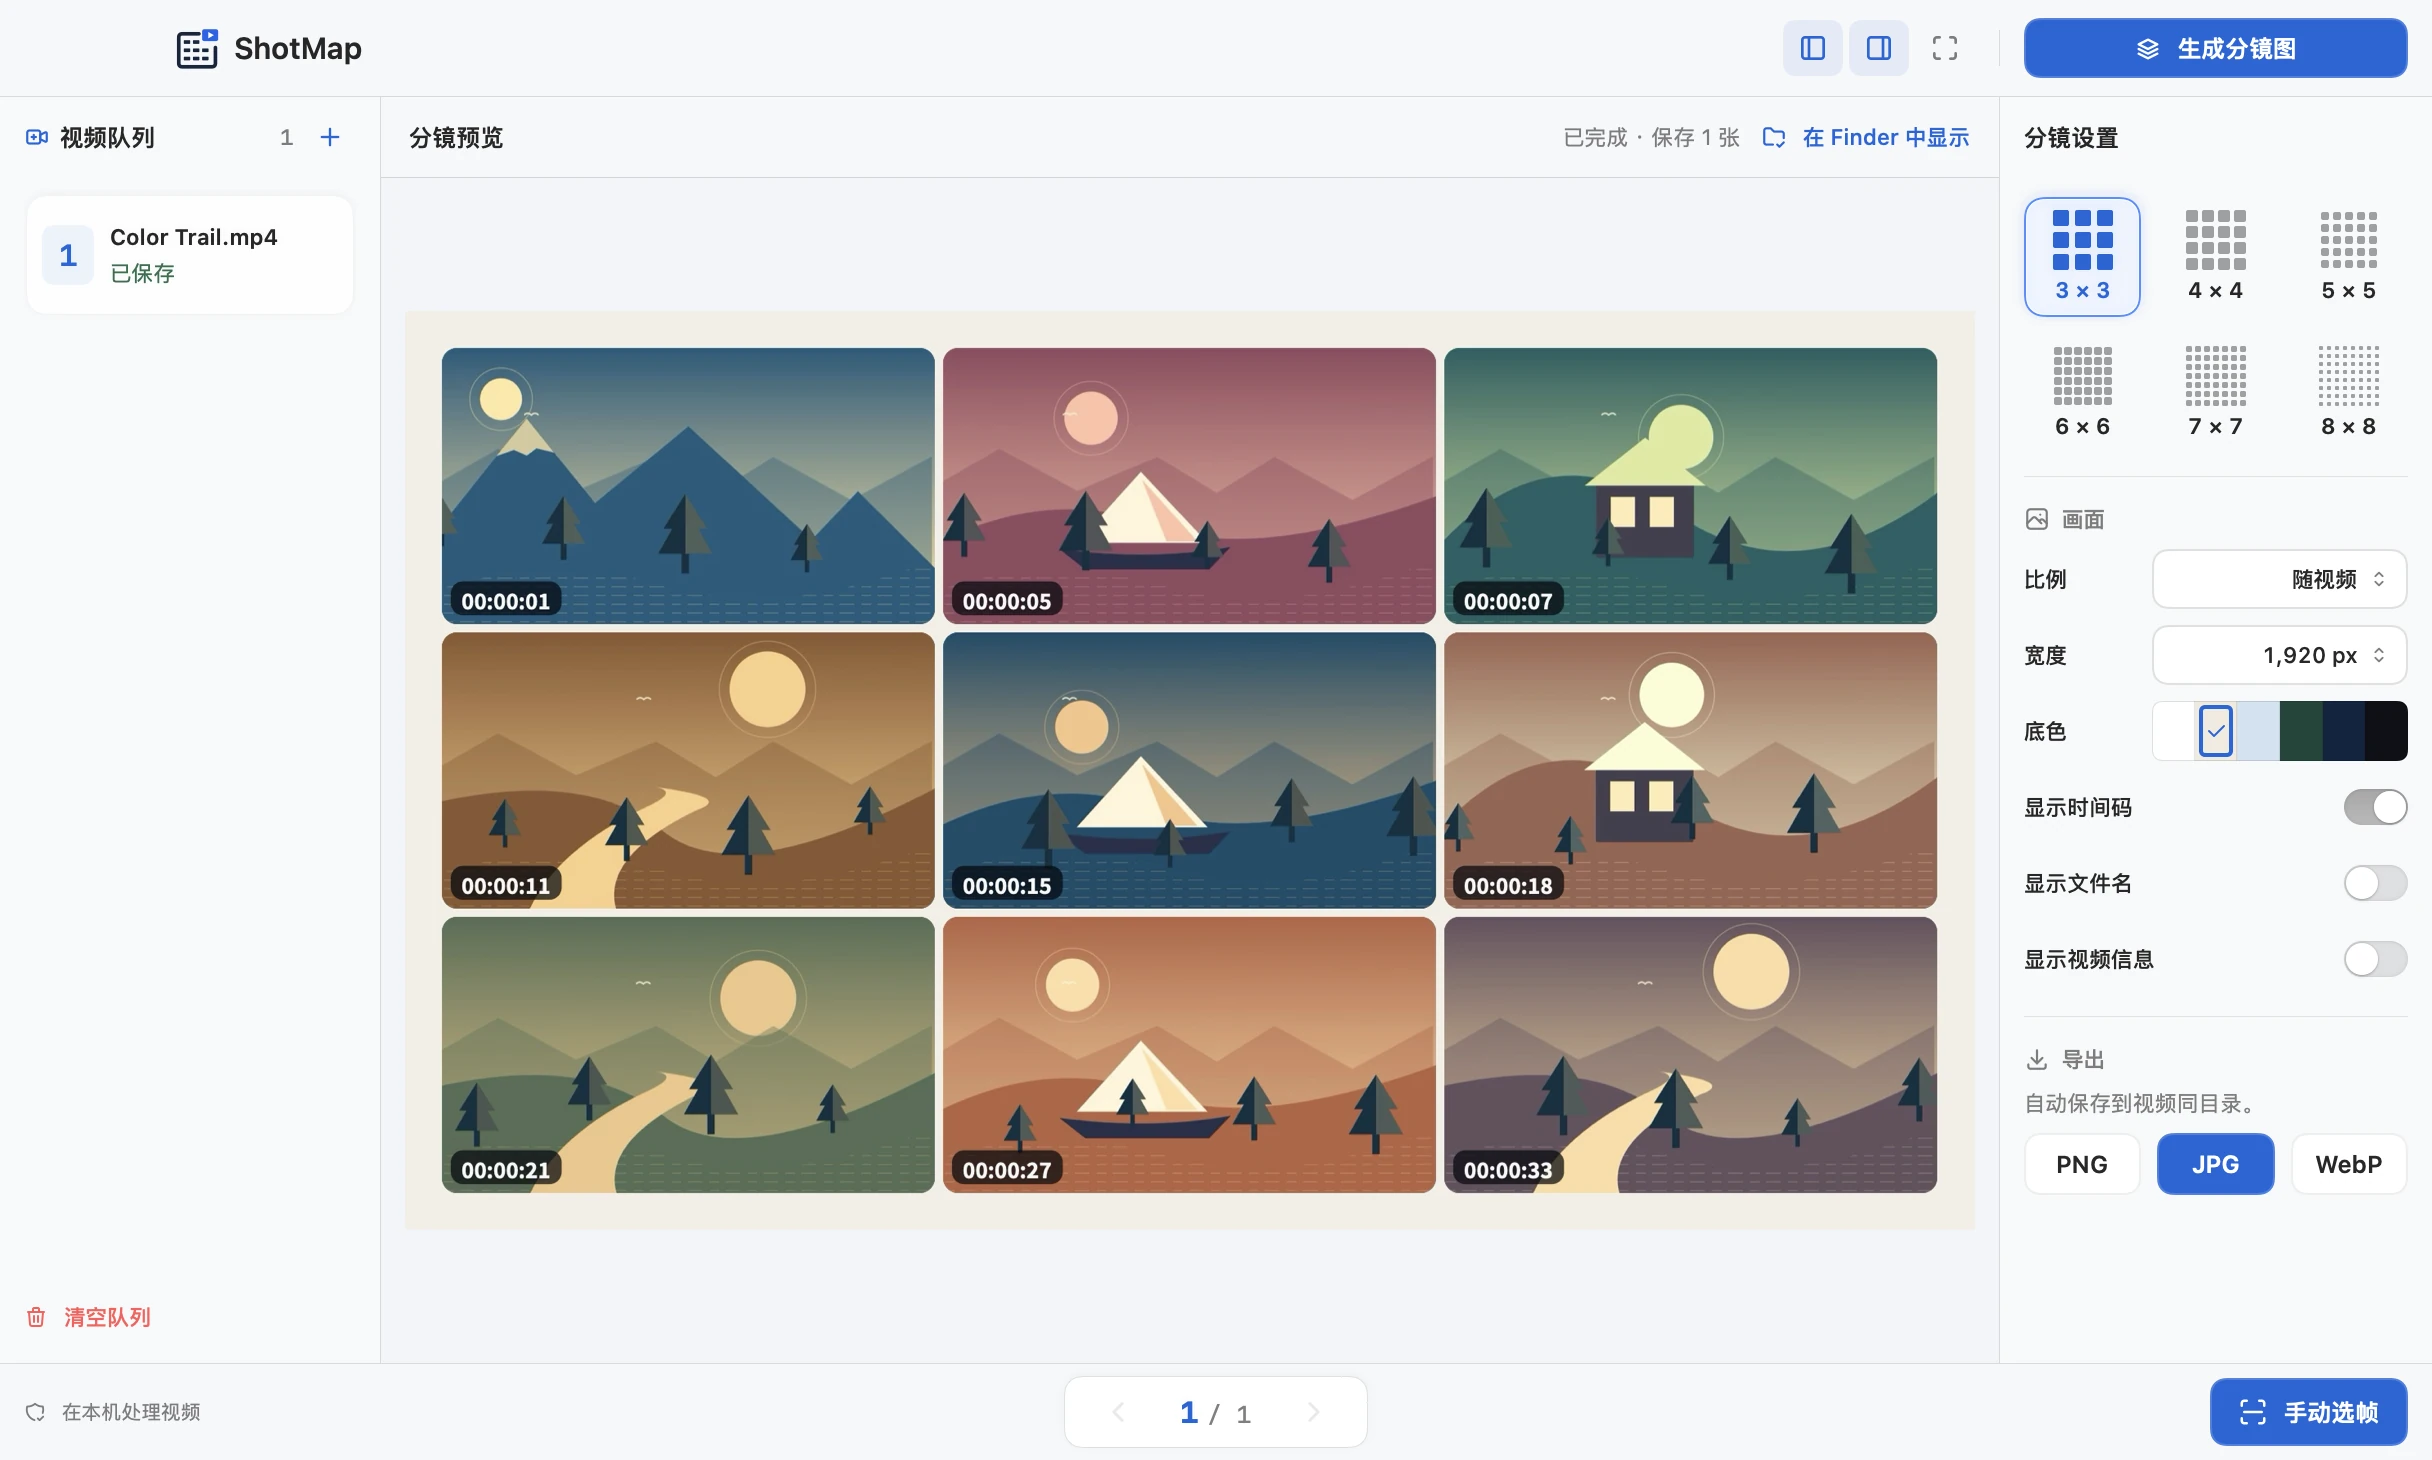 ShotMap
生成分镜图
视频队列
1
1
Color Trail.mp4
已保存
清空队列
分镜预览
已完成 · 保存 1 张
在 Finder 中显示
00:00:01
00:00:05
00:00:07
00:00:11
00:00:15
00:00:18
00:00:21
00:00:27
00:00:33
分镜设置
3 × 3
4 × 4
5 × 5
6 × 6
7 × 7
8 × 8
画面
比例
随视频
宽度
1,920 px
底色
显示时间码
显示文件名
显示视频信息
导出
自动保存到视频同目录。
PNG
JPG
WebP
在本机处理视频
1 / 1
手动选帧